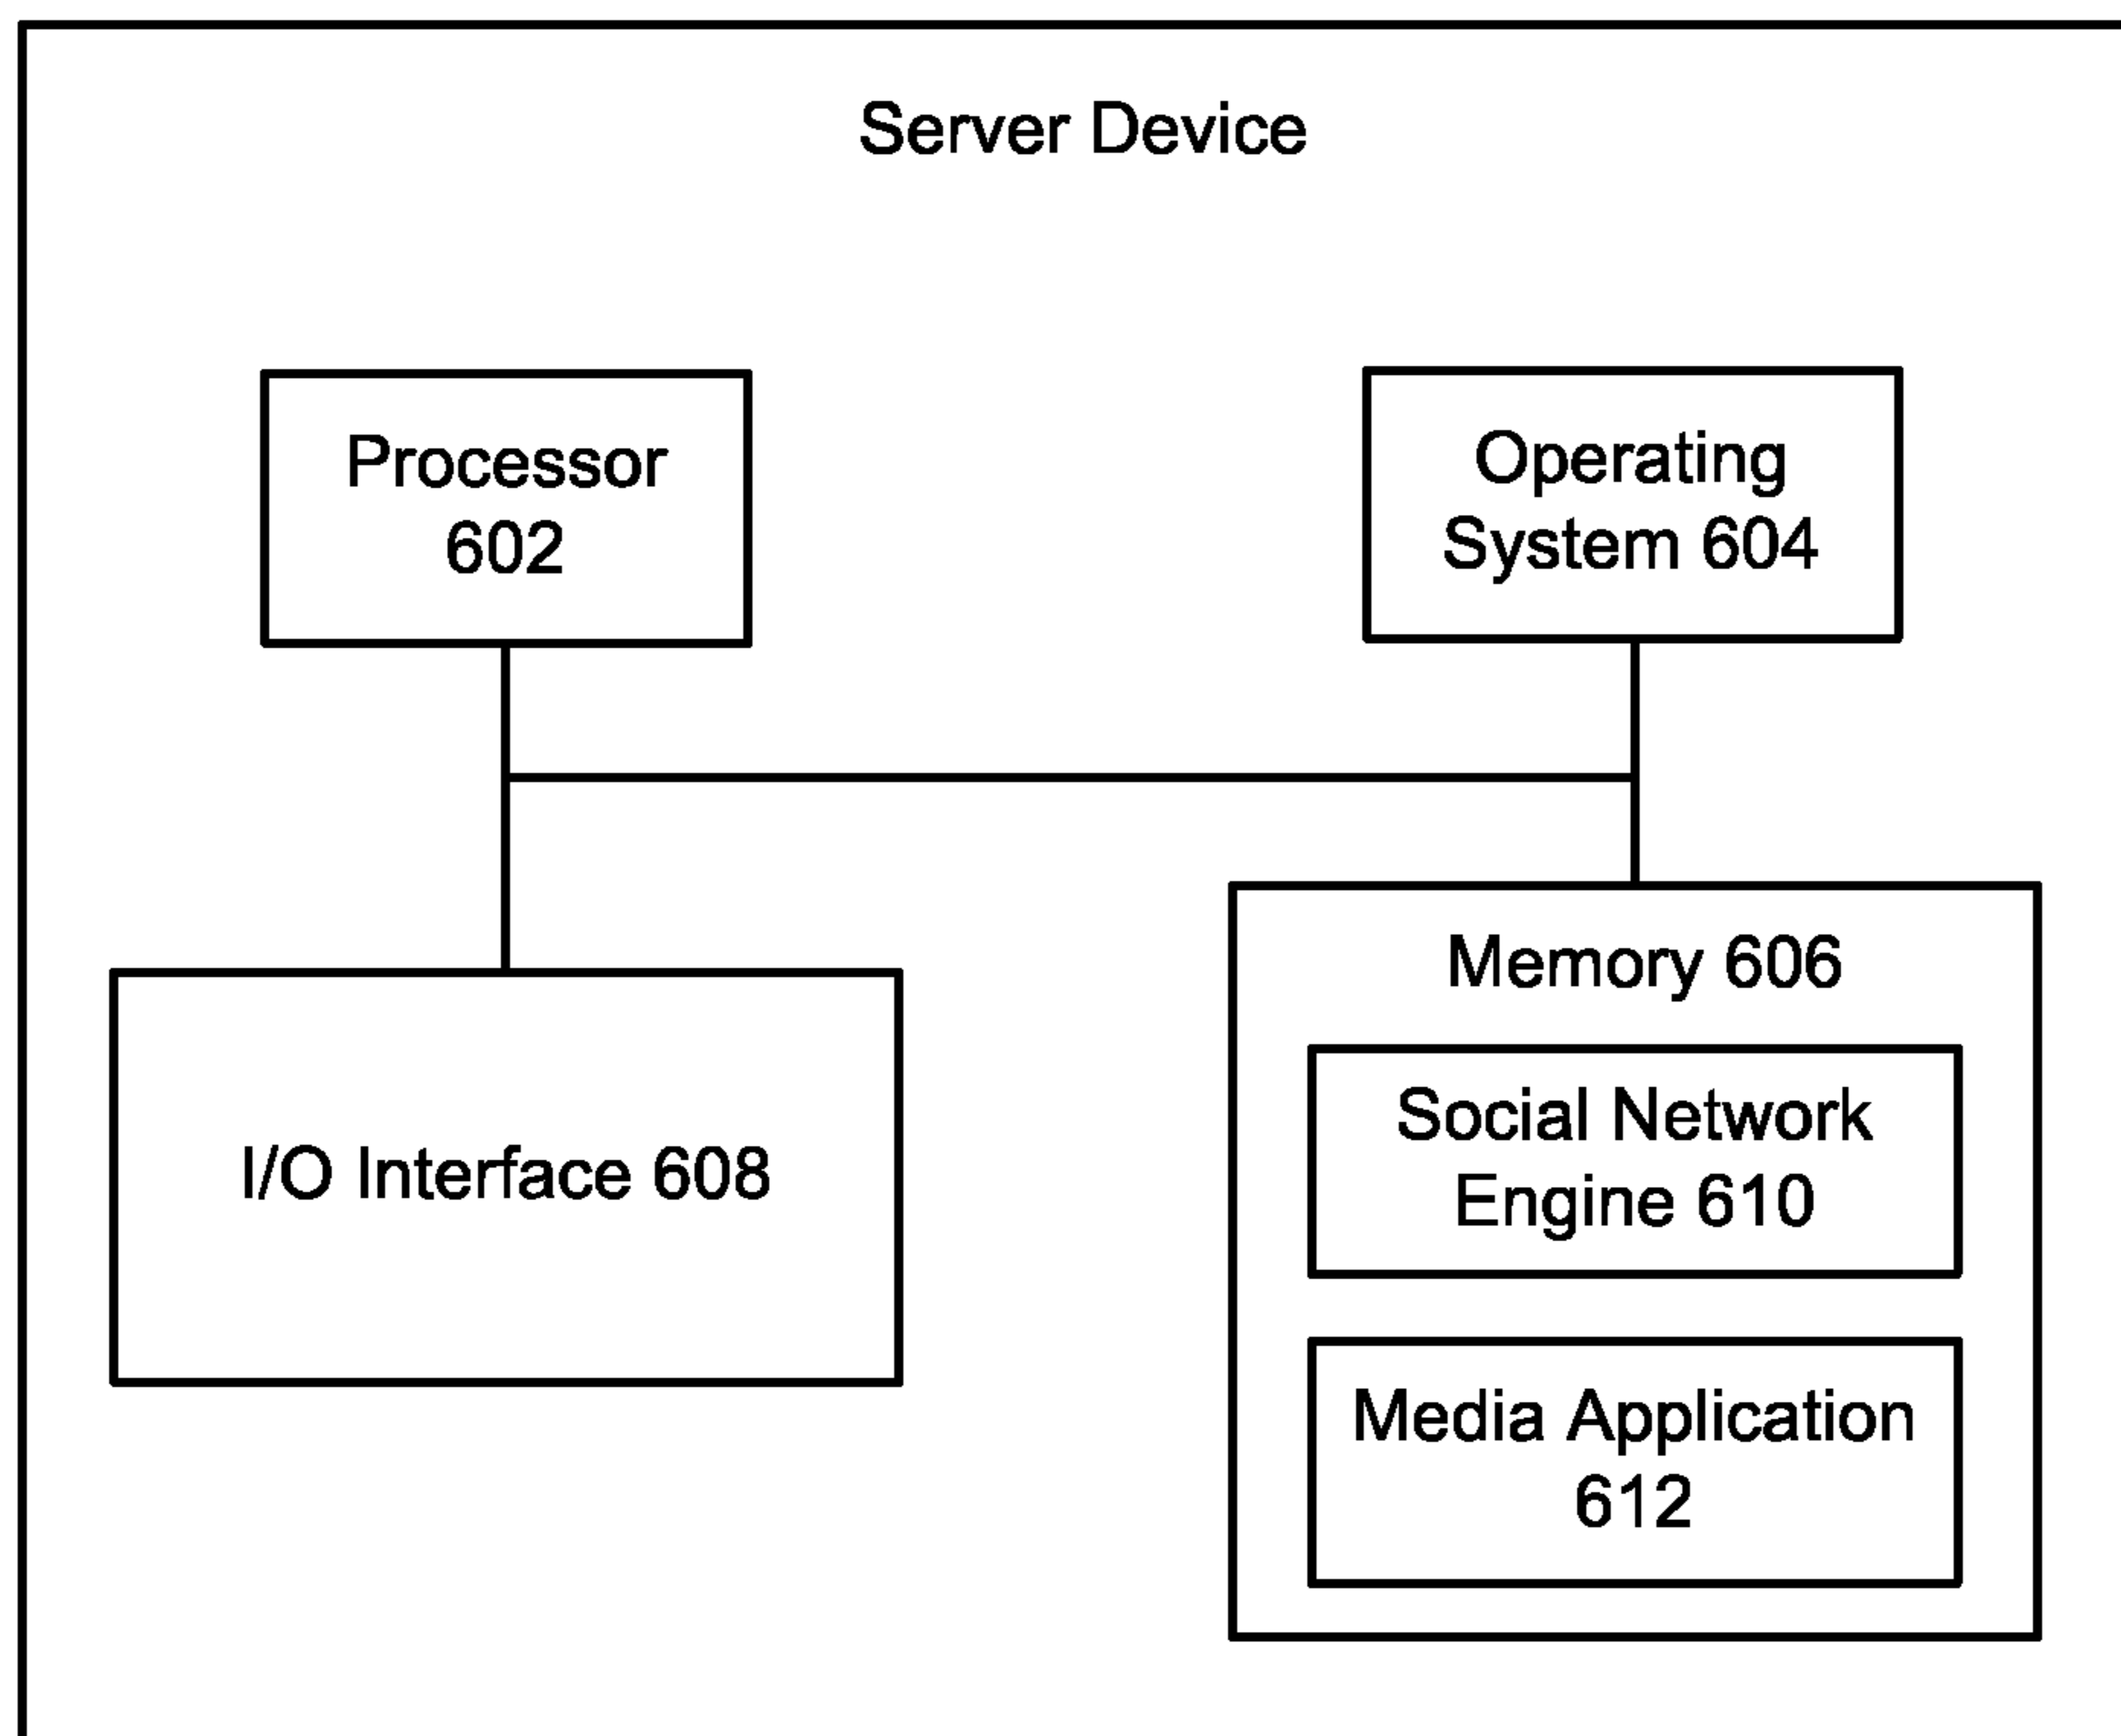 Server Device
Processor
602
Operating
System 604
I/O Interface 608
Memory 606
Social Network
Engine 610
Media Application
612